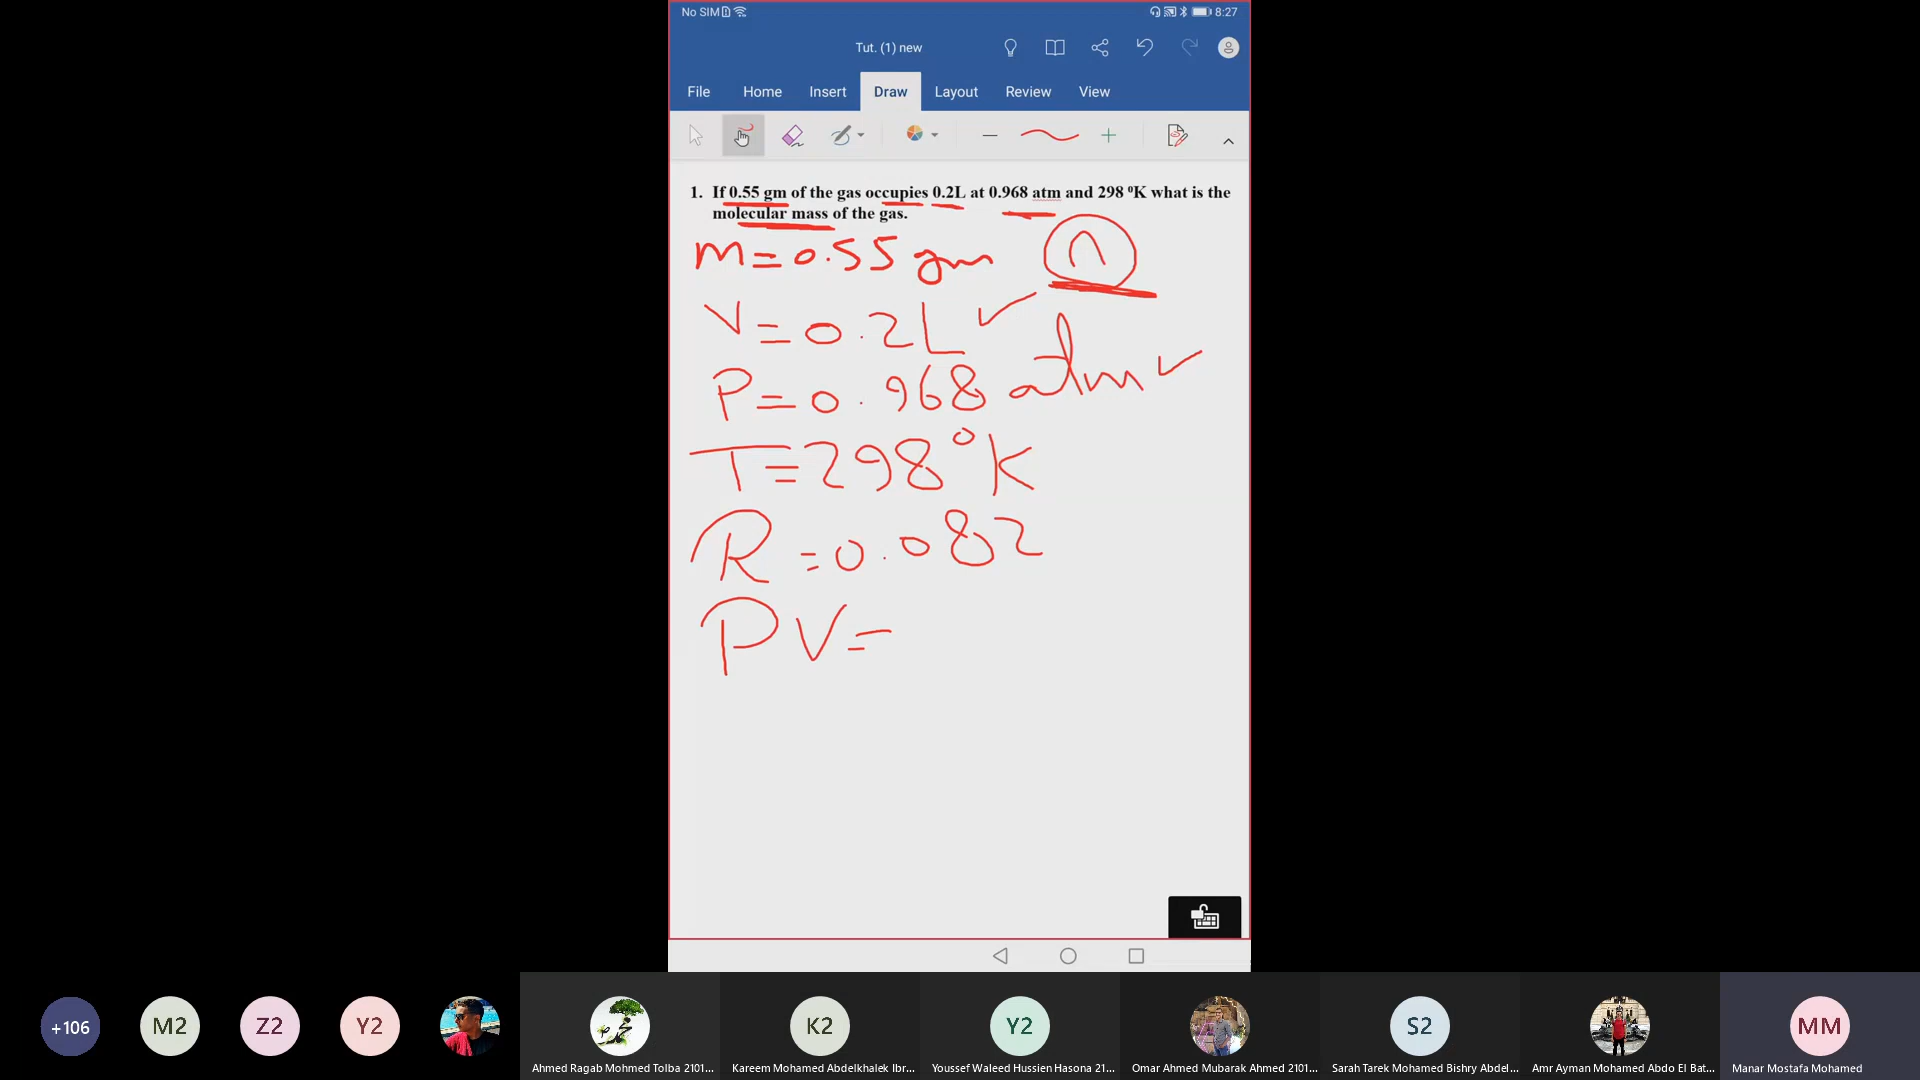 No SIM 8:27
Tut. (1) new
File Home Insert Draw Layout Review View
1. If 0.55 gm of the gas occupies 0.2L at 0.968 atm and 298 ⁰K what is the
molecular mass of the gas.
m = 0.55 gm n
V = 0.2 L ✓
P = 0.968 atm ✓
T = 298 °K
R = 0.082
PV =
+106 M2 Z2 Y2 K2 Y2 S2 MM
Ahmed Ragab Mohmed Tolba 2101... Kareem Mohamed Abdelkhalek Ibr... Youssef Waleed Hussien Hasona 21... Omar Ahmed Mubarak Ahmed 2101... Sarah Tarek Mohamed Bishry Abdel... Amr Ayman Mohamed Abdo El Bat... Manar Mostafa Mohamed